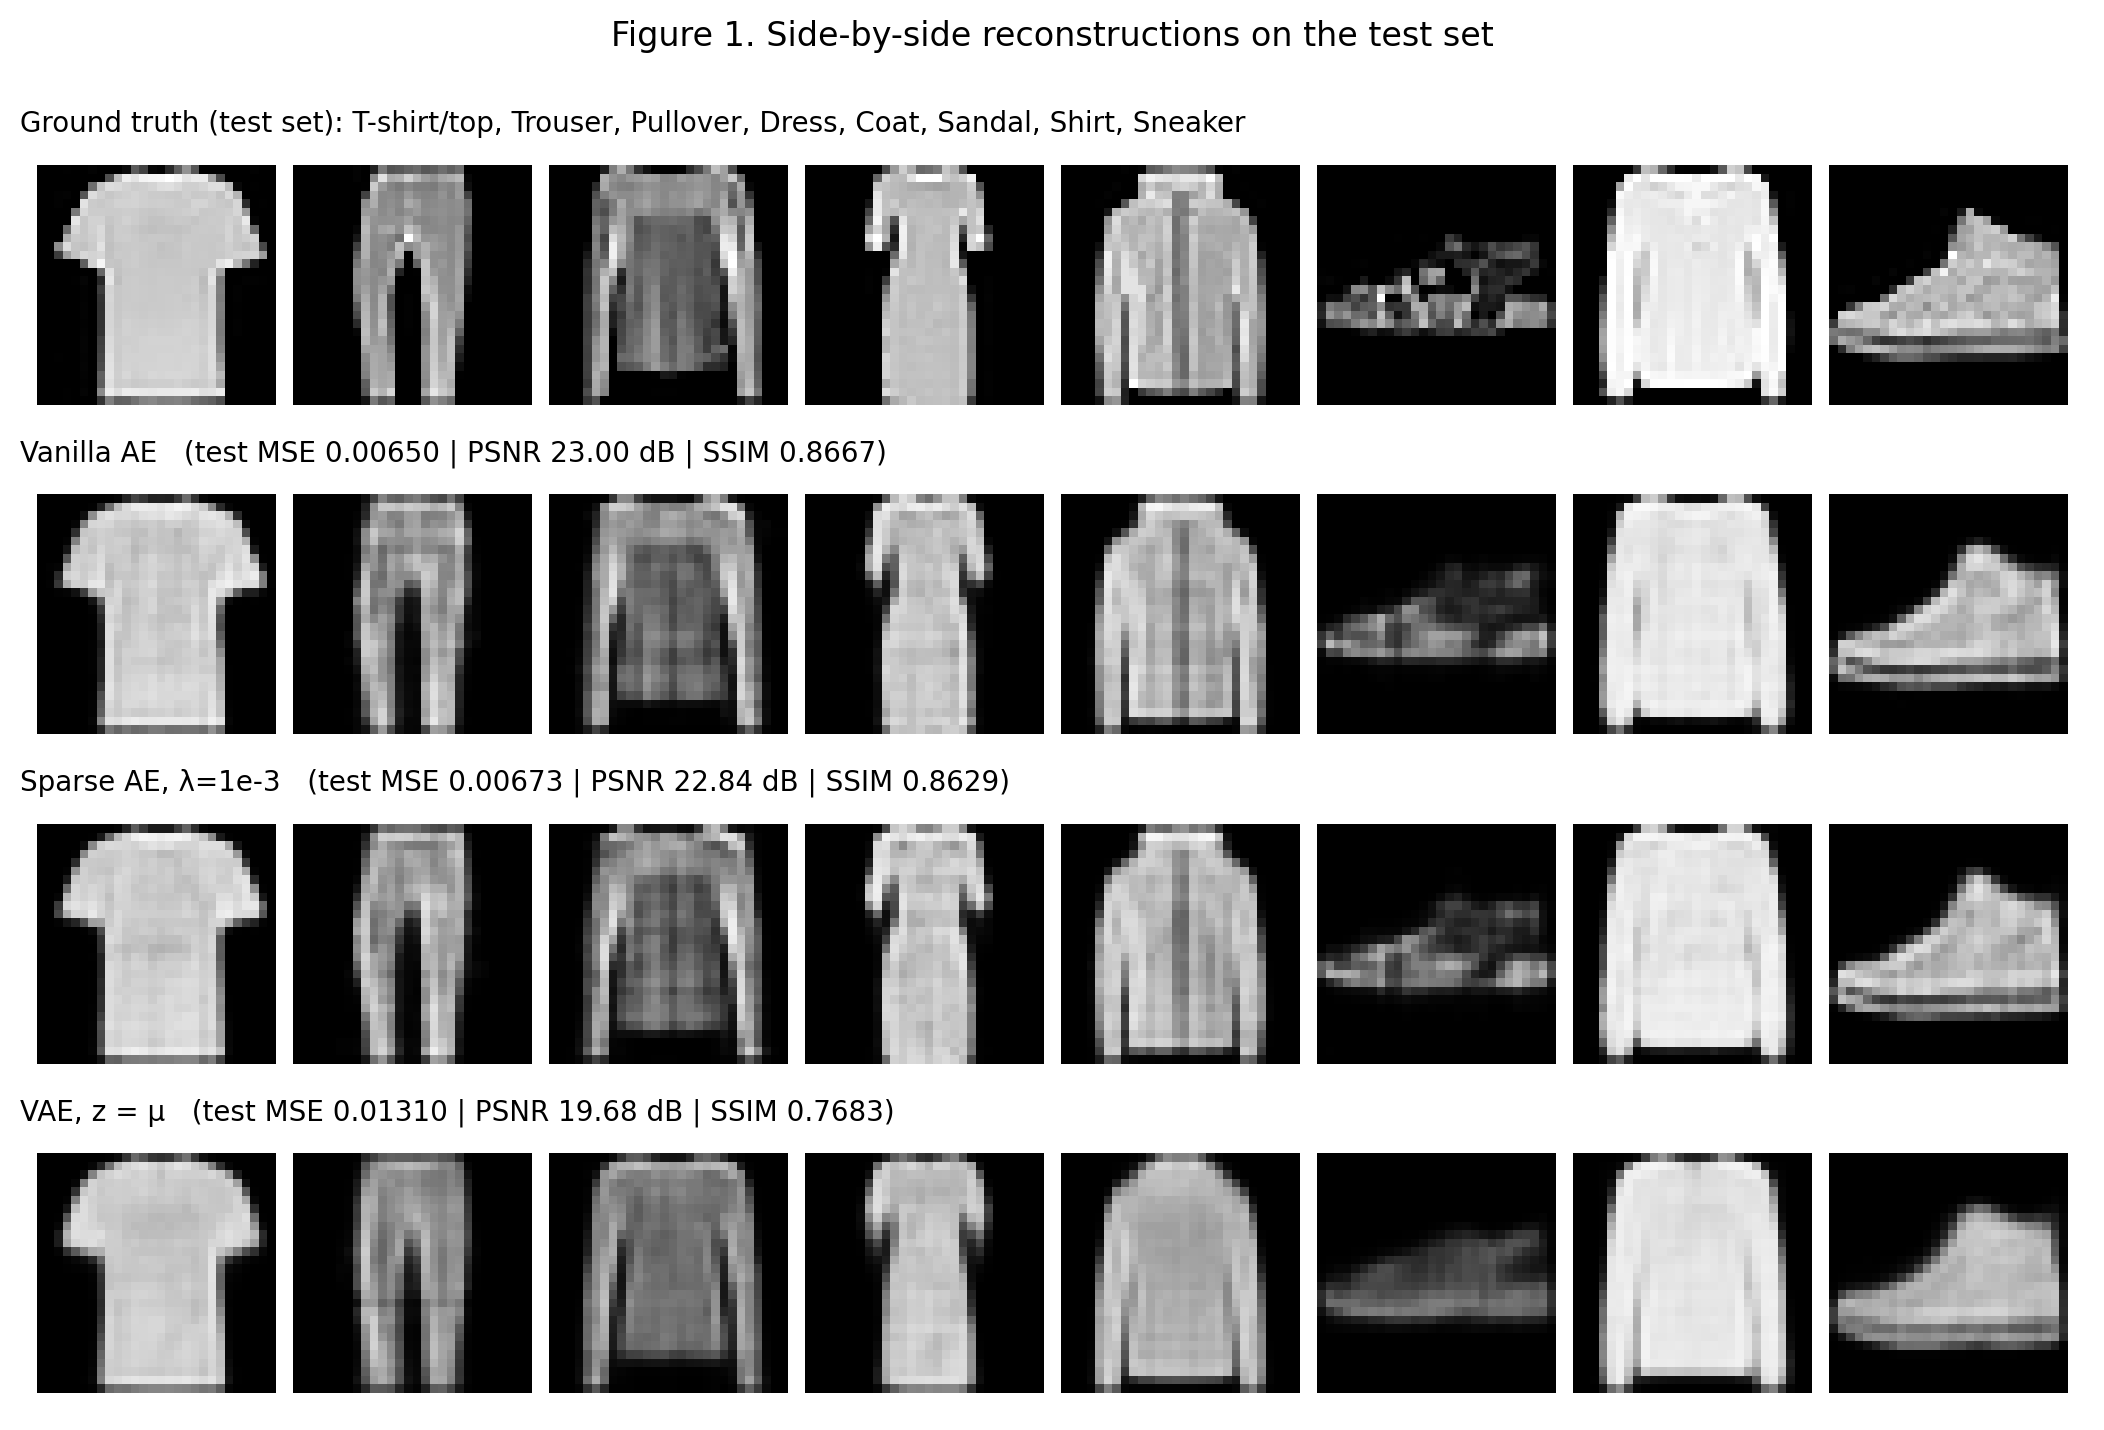 Figure 1. Side-by-side reconstructions on the test set
Ground truth (test set): T-shirt/top, Trouser, Pullover, Dress, Coat, Sandal, Shirt, Sneaker
Vanilla AE (test MSE 0.00650 | PSNR 23.00 dB | SSIM 0.8667)
Sparse AE, λ=1e-3 (test MSE 0.00673 | PSNR 22.84 dB | SSIM 0.8629)
VAE, z = μ (test MSE 0.01310 | PSNR 19.68 dB | SSIM 0.7683)